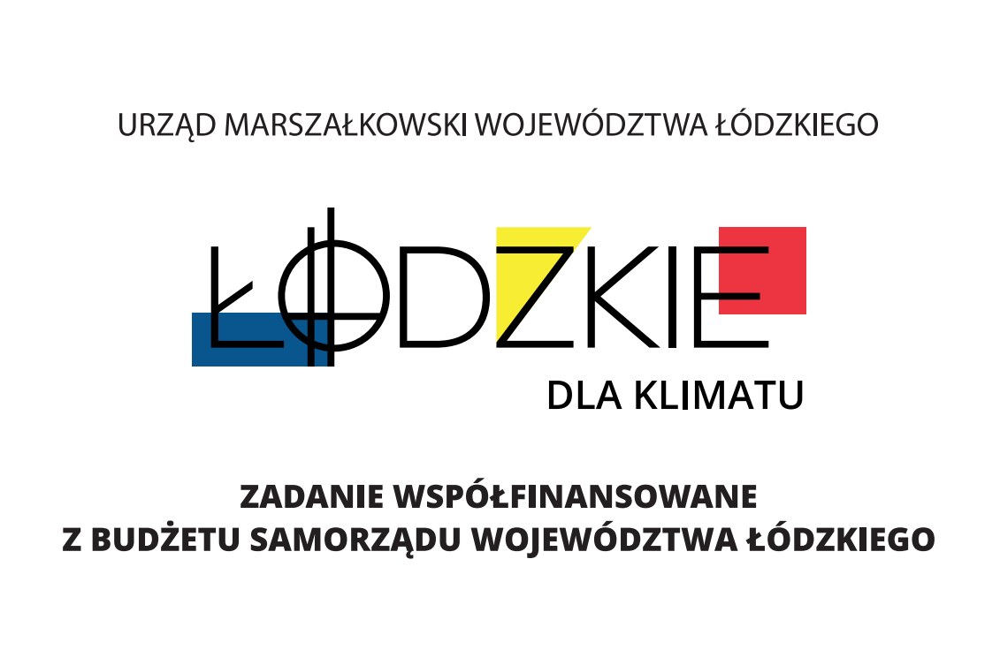 URZĄD MARSZAŁKOWSKI WOJEWÓDZTWA ŁÓDZKIEGO
ŁÓDZKIE
DLA KLIMATU
ZADANIE WSPÓŁFINANSOWANE
Z BUDŻETU SAMORZĄDU WOJEWÓDZTWA ŁÓDZKIEGO